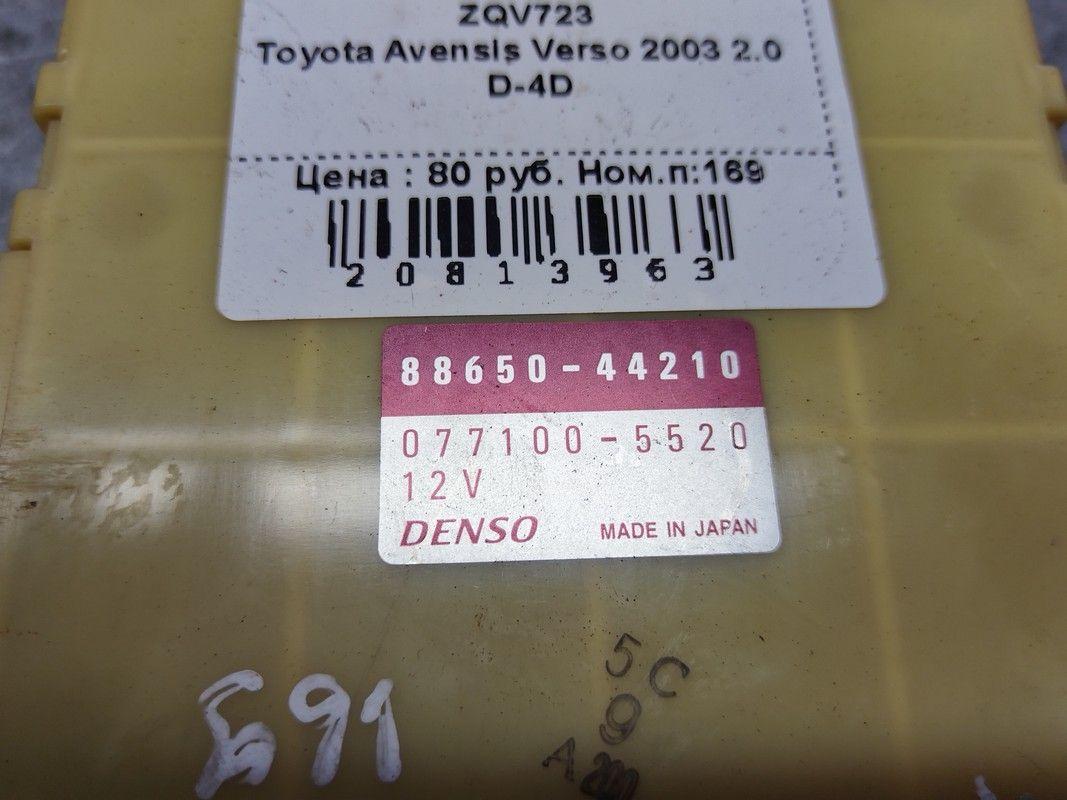 ZQV723
Toyota Avensis Verso 2003 2.0
D-4D
Цена : 80 руб. Ном.п:169
20813963
88650-44210
077100-5520
12V
DENSO MADE IN JAPAN
5C
9
A
169